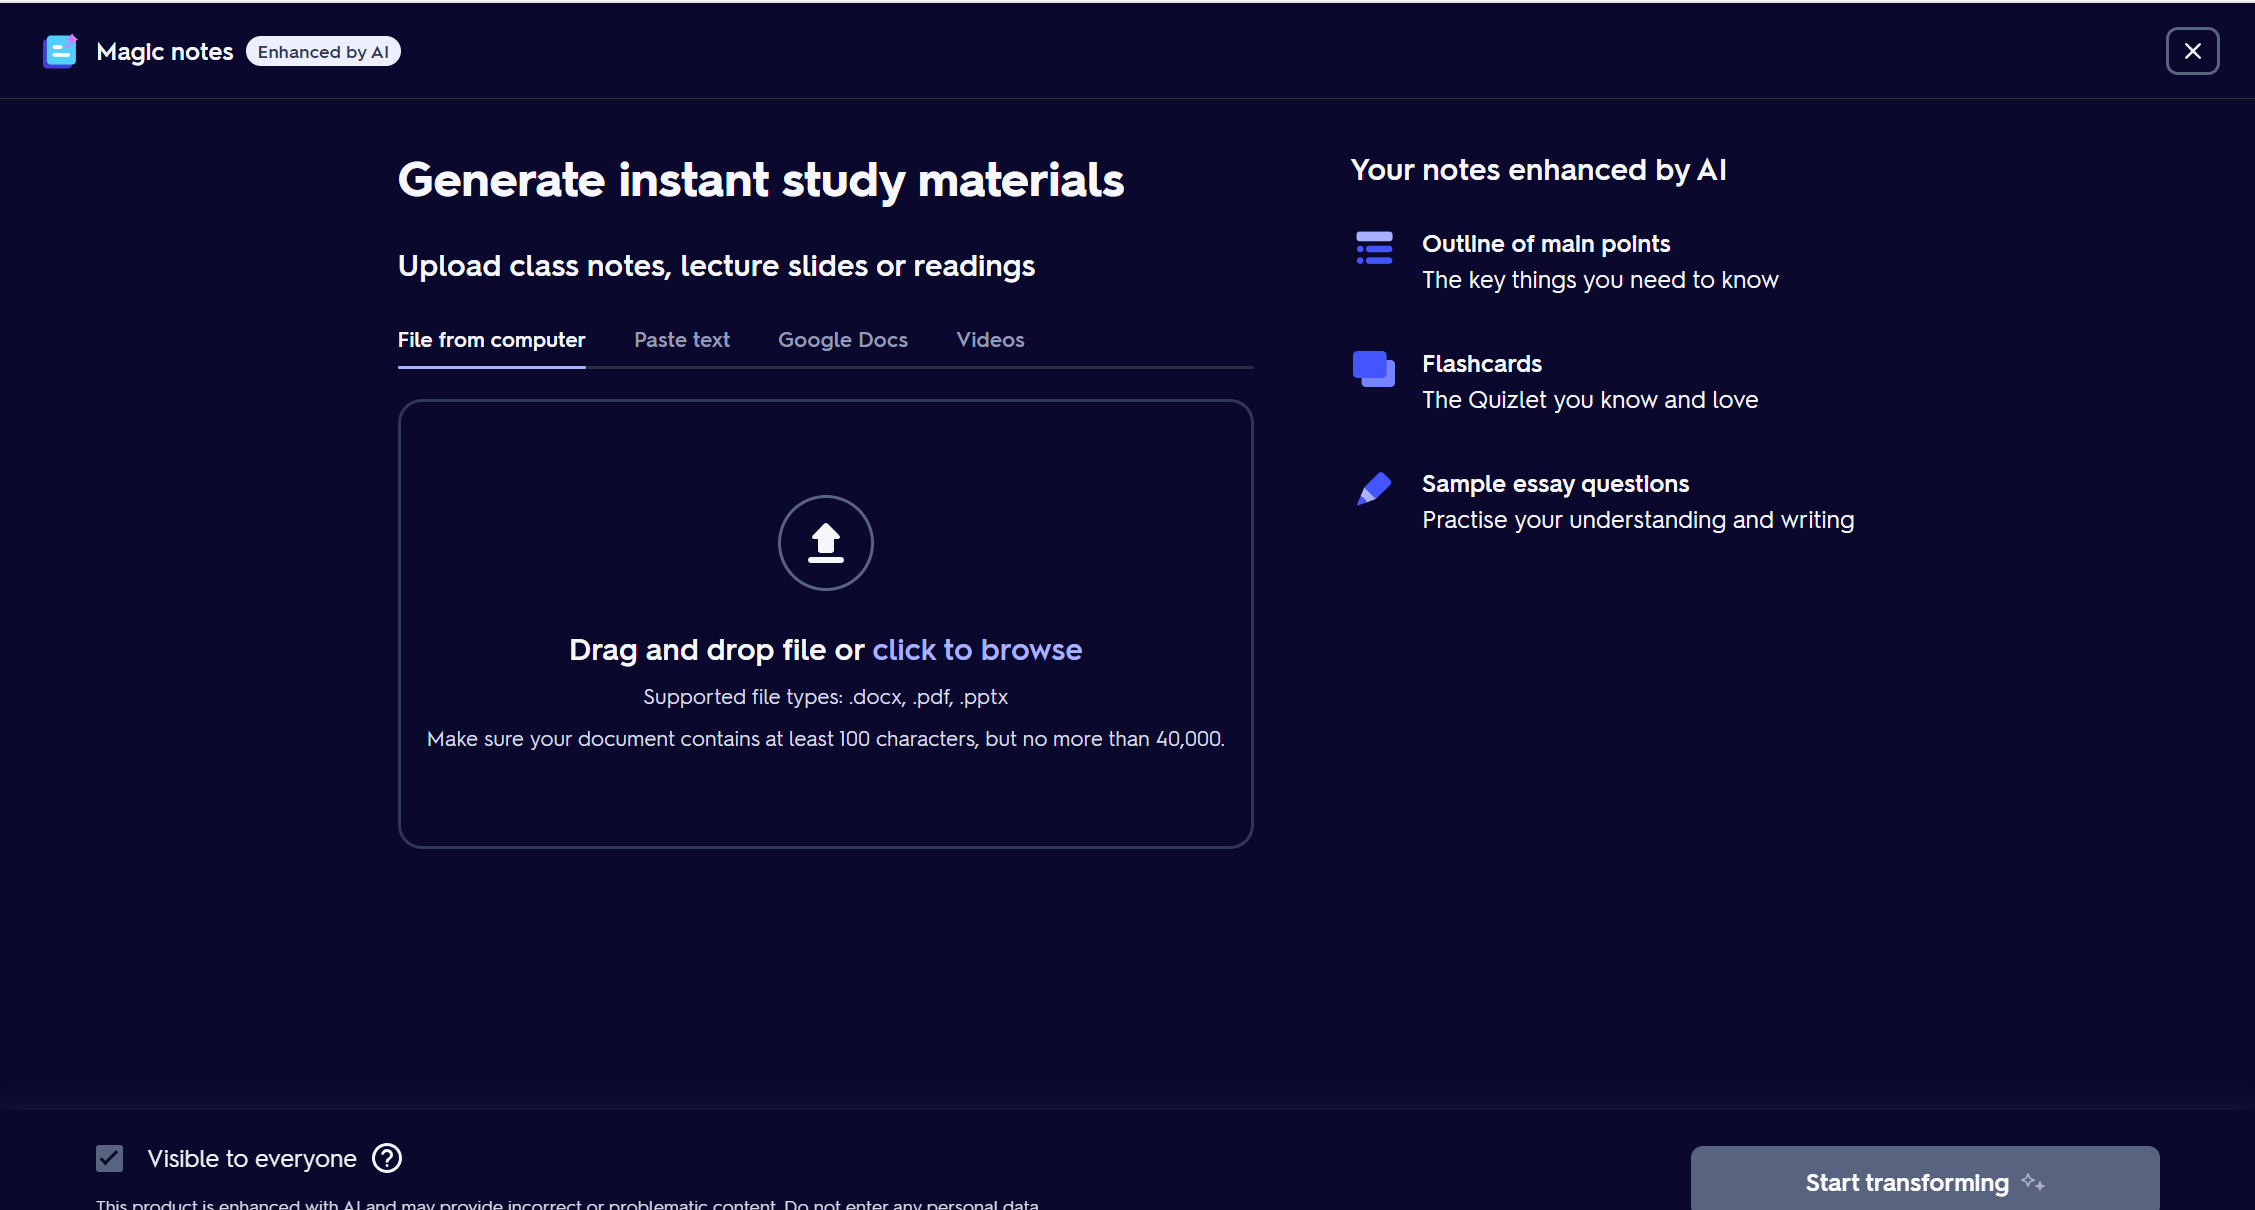 Magic notes
Enhanced by AI
Generate instant study materials
Upload class notes, lecture slides or readings
File from computer
Paste text
Google Docs
Videos
Drag and drop file or click to browse
Supported file types: .docx, .pdf, .pptx
Make sure your document contains at least 100 characters, but no more than 40,000.
Your notes enhanced by AI
Outline of main points
The key things you need to know
Flashcards
The Quizlet you know and love
Sample essay questions
Practise your understanding and writing
Visible to everyone
This product is enhanced with AI and may provide incorrect or problematic content. Do not enter any personal data.
Start transforming